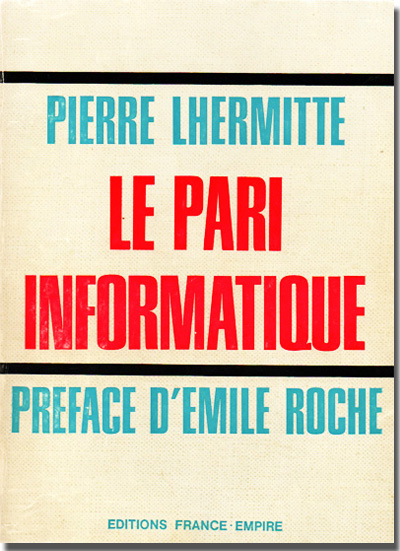 PIERRE LHERMITTE
LE PARI
INFORMATIQUE
PREFACE D'EMILE ROCHE
EDITIONS FRANCE-EMPIRE